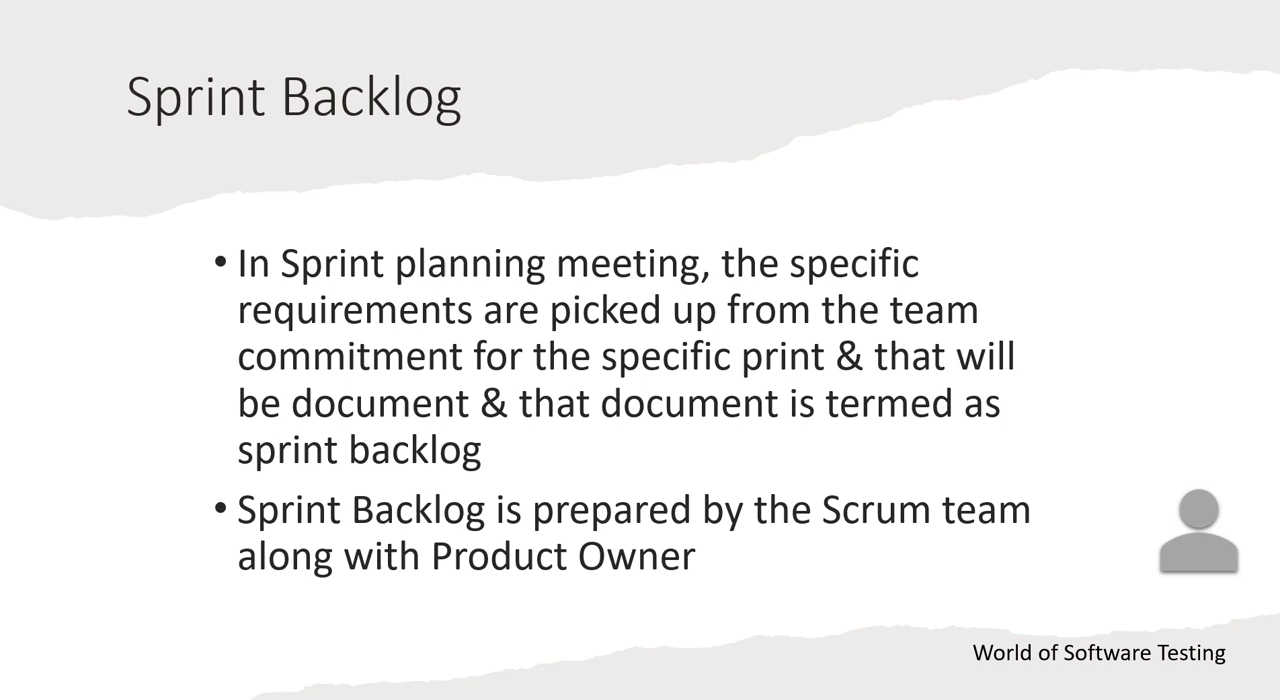 Sprint Backlog
• In Sprint planning meeting, the specific
requirements are picked up from the team
commitment for the specific print & that will
be document & that document is termed as
sprint backlog
• Sprint Backlog is prepared by the Scrum team
along with Product Owner
World of Software Testing